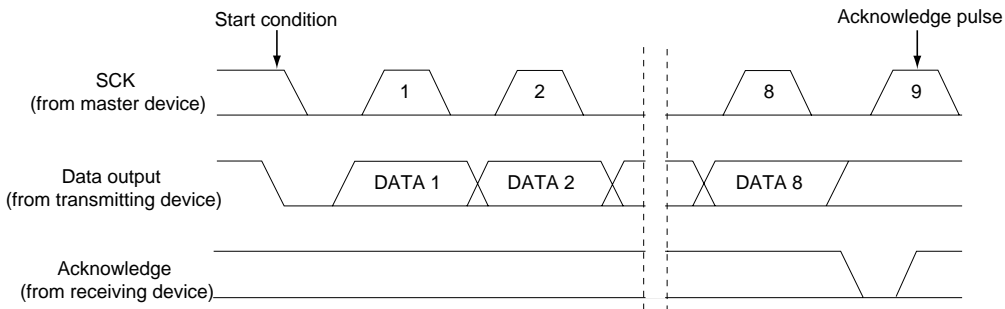 Start condition
Acknowledge pulse
SCK
(from master device)
1
2
8
9
Data output
(from transmitting device)
DATA 1
DATA 2
DATA 8
Acknowledge
(from receiving device)